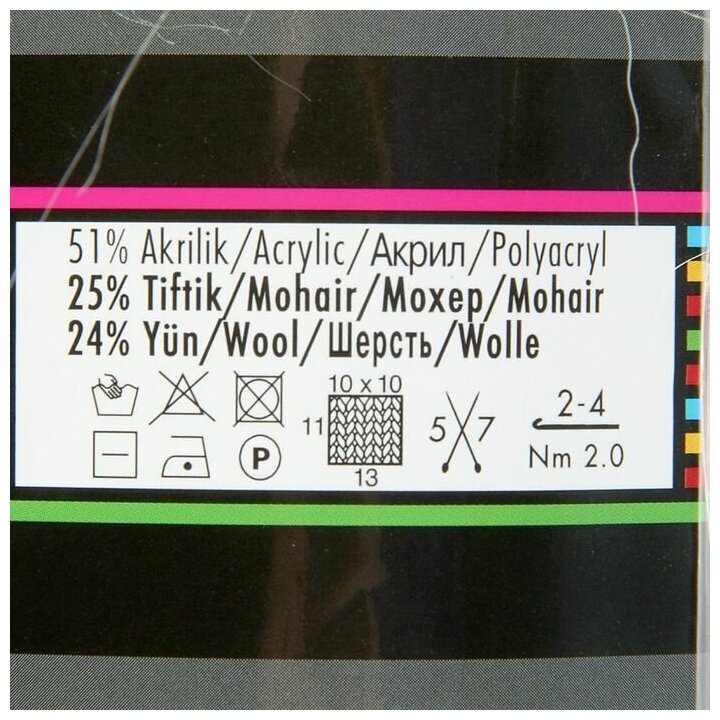 51% Akrilik/Acrylic/Акрил/Polyacryl
25% Tiftik/Mohair/Мохер/Mohair
24% Yün/Wool/Шерсть/Wolle
10 x 10
11
13
5 7
2-4
Nm 2.0
P